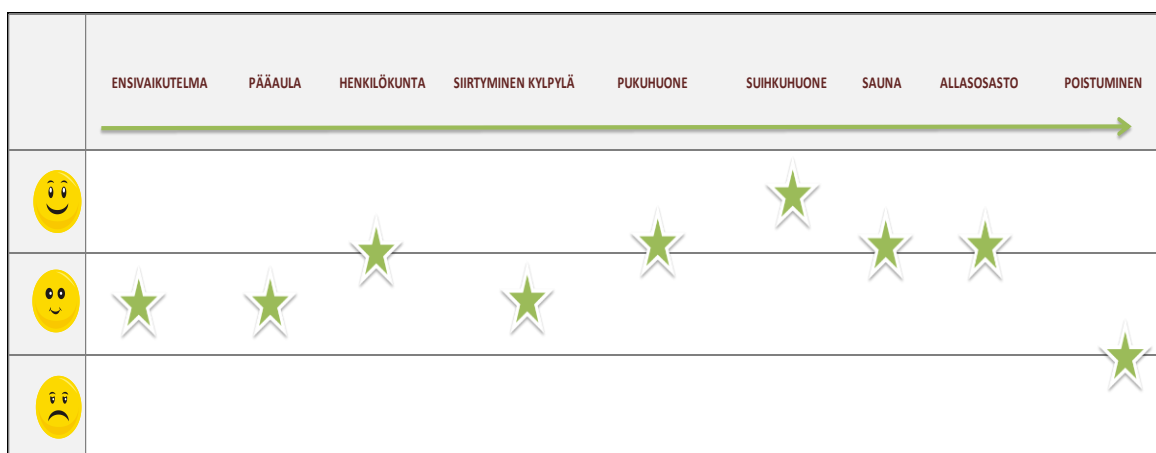 ENSIVAIKUTELMA PÄÄAULA HENKILÖKUNTA SIIRTYMINEN KYLPYLÄ PUKUHUONE SUIHKUHUONE SAUNA ALLASOSASTO POISTUMINEN